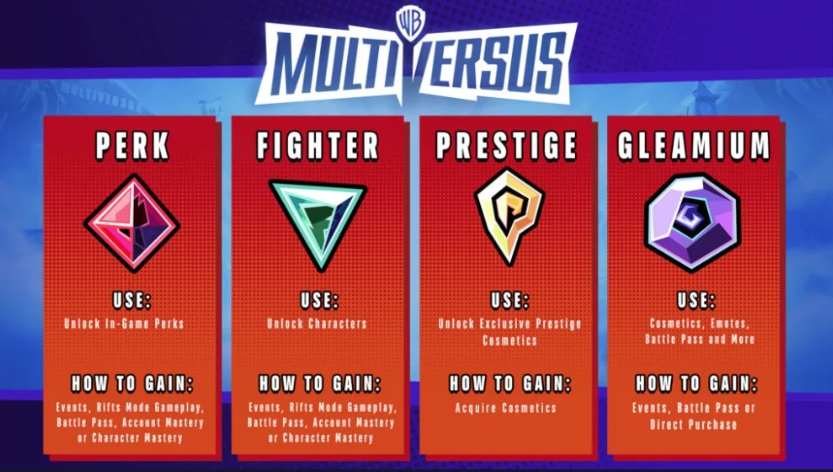 WB
MULTIVERSUS
PERK
USE:
Unlock In-Game Perks
HOW TO GAIN:
Events, Rifts Mode Gameplay,
Battle Pass, Account Mastery
or Character Mastery
FIGHTER
USE:
Unlock Characters
HOW TO GAIN:
Events, Rifts Mode Gameplay,
Battle Pass, Account Mastery
or Character Mastery
PRESTIGE
P
USE:
Unlock Exclusive Prestige
Cosmetics
HOW TO GAIN:
Acquire Cosmetics
GLEAMIUM
G
USE:
Cosmetics, Emotes,
Battle Pass and More
HOW TO GAIN:
Events, Battle Pass or
Direct Purchase